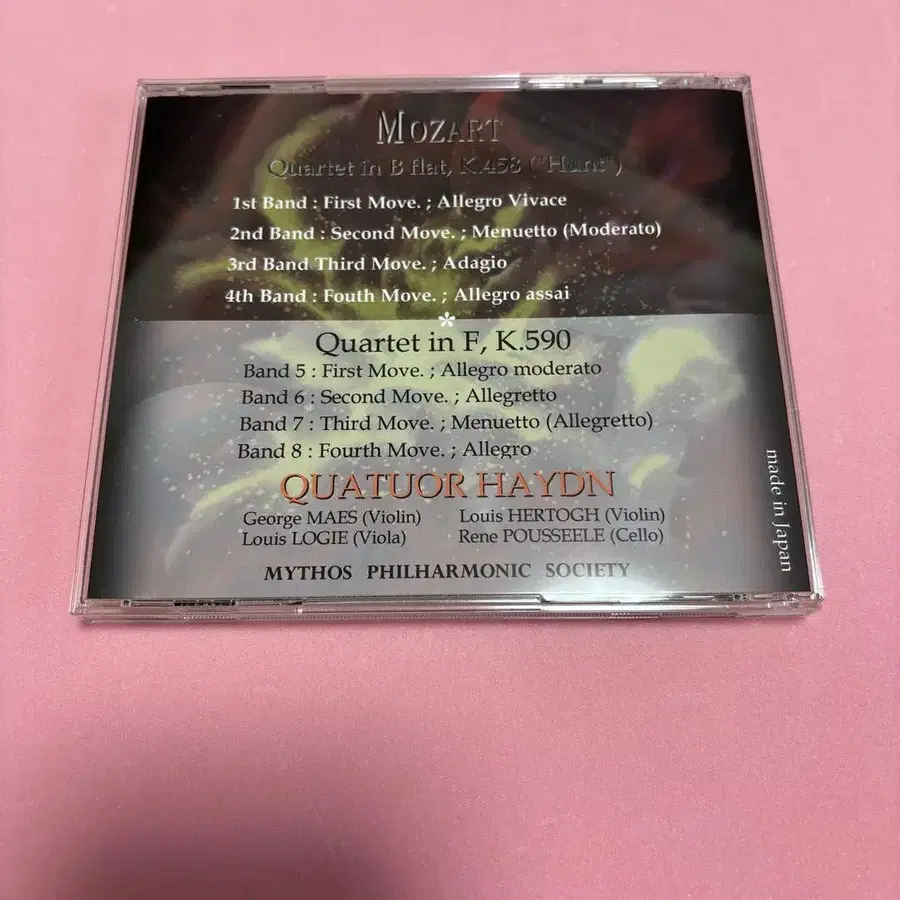 MOZART
Quartet in B flat, K.458 ("Hunt")
1st Band : First Move. ; Allegro Vivace
2nd Band : Second Move. ; Menuetto (Moderato)
3rd Band Third Move. ; Adagio
4th Band : Fouth Move. ; Allegro assai
*
Quartet in F, K.590
Band 5 : First Move. ; Allegro moderato
Band 6 : Second Move. ; Allegretto
Band 7 : Third Move. ; Menuetto (Allegretto)
Band 8 : Fourth Move. ; Allegro
QUATUOR HAYDN
George MAES (Violin) Louis HERTOGH (Violin)
Louis LOGIE (Viola) Rene POUSSEELE (Cello)
MYTHOS PHILHARMONIC SOCIETY
made in Japan